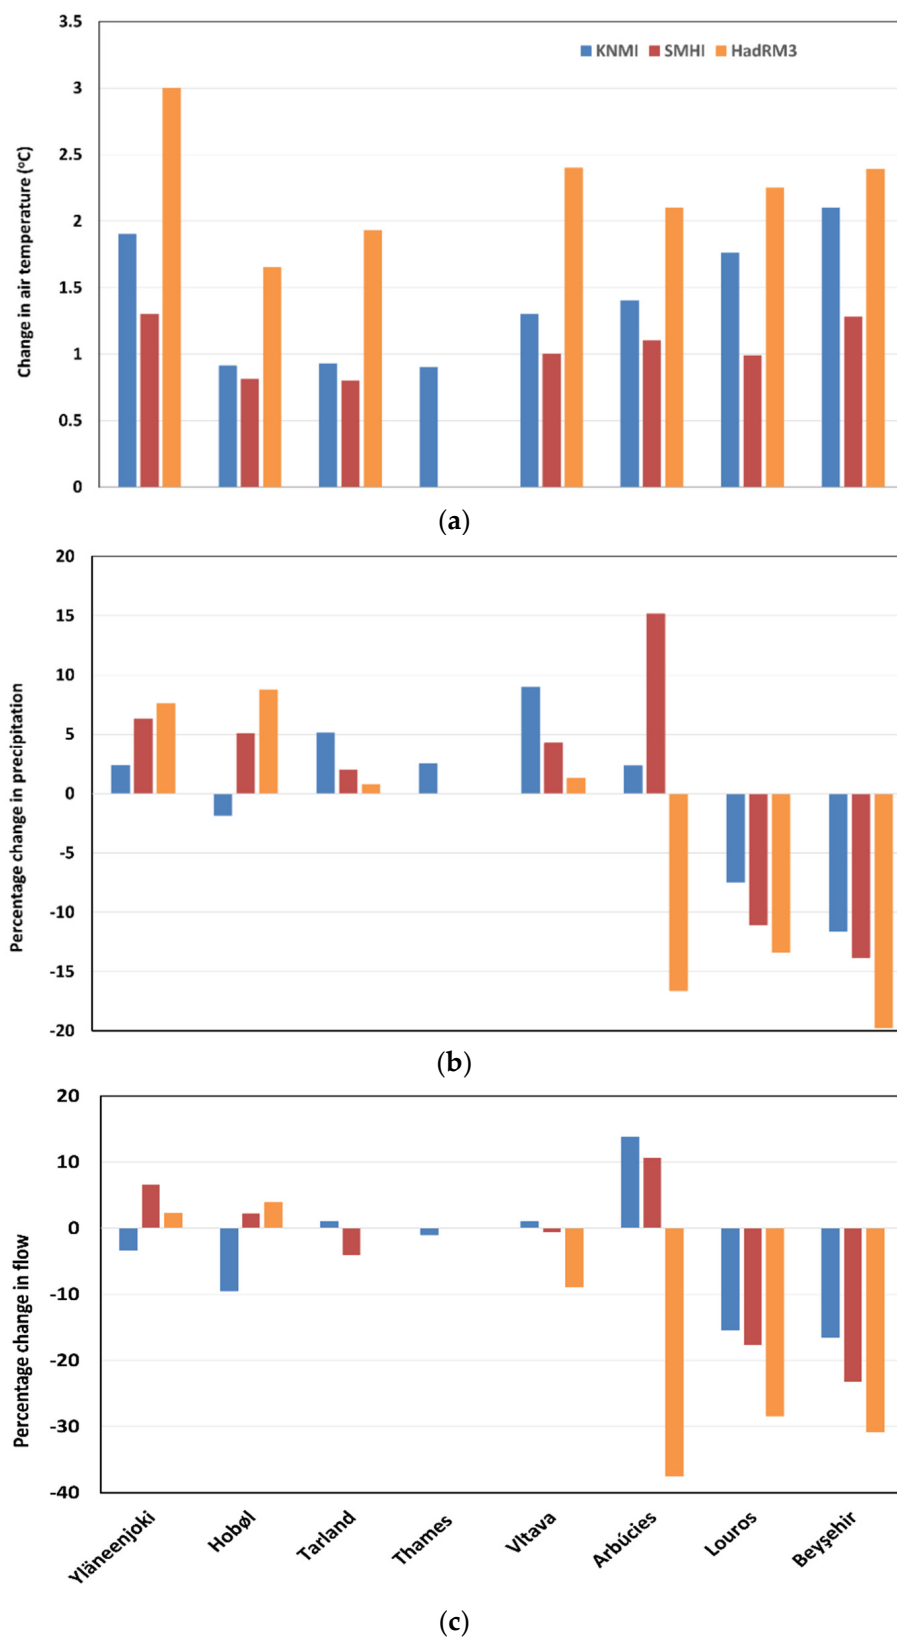 3.5
KNMI SMHI HadRM3
3
2.5
2
1.5
1
0.5
0
Change in air temperature (°C)
(a)
20
15
10
5
0
-5
-10
-15
-20
Percentage change in precipitation
(b)
20
10
0
-10
-20
-30
-40
Percentage change in flow
Yläneenjoki
Hobøl
Tarland
Thames
Vltava
Arbúcies
Louros
Beyşehir
(c)